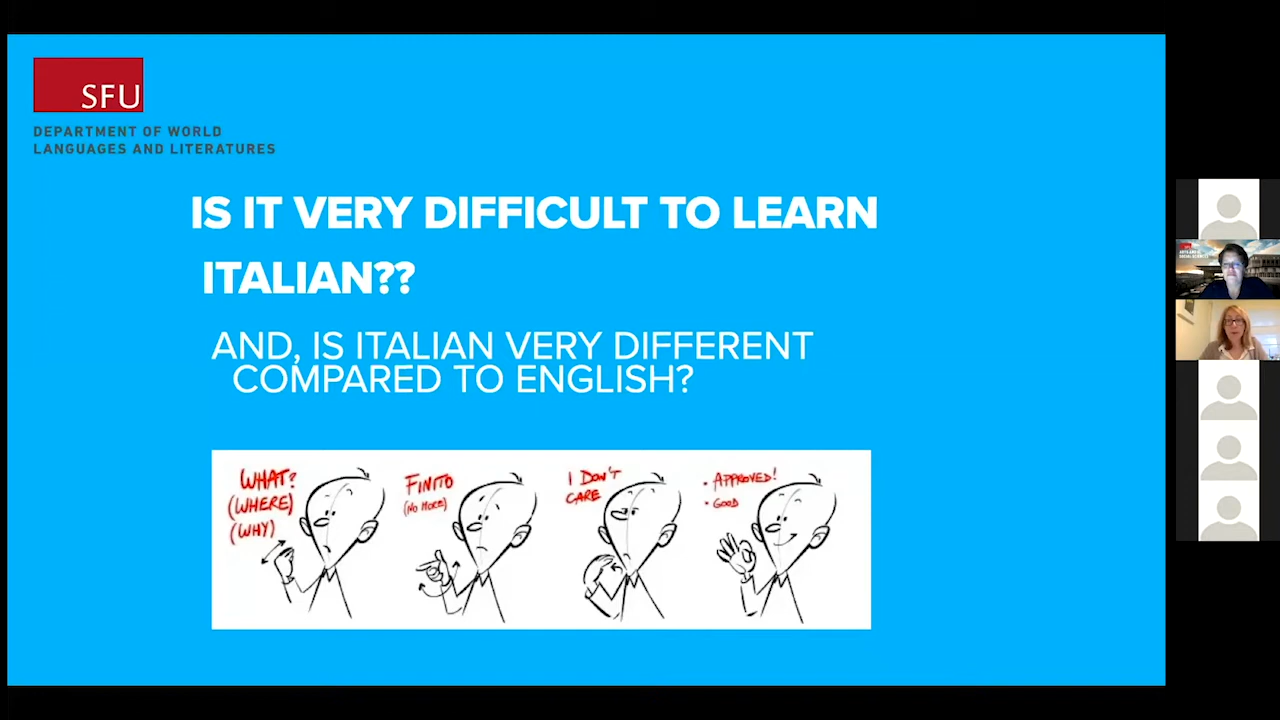 SFU
DEPARTMENT OF WORLD
LANGUAGES AND LITERATURES
IS IT VERY DIFFICULT TO LEARN
ITALIAN??
AND, IS ITALIAN VERY DIFFERENT
COMPARED TO ENGLISH?
WHAT?
(WHERE)
(WHY)
FINITO
(NO MORE)
I DON'T
CARE
• APPROVED!
• GOOD